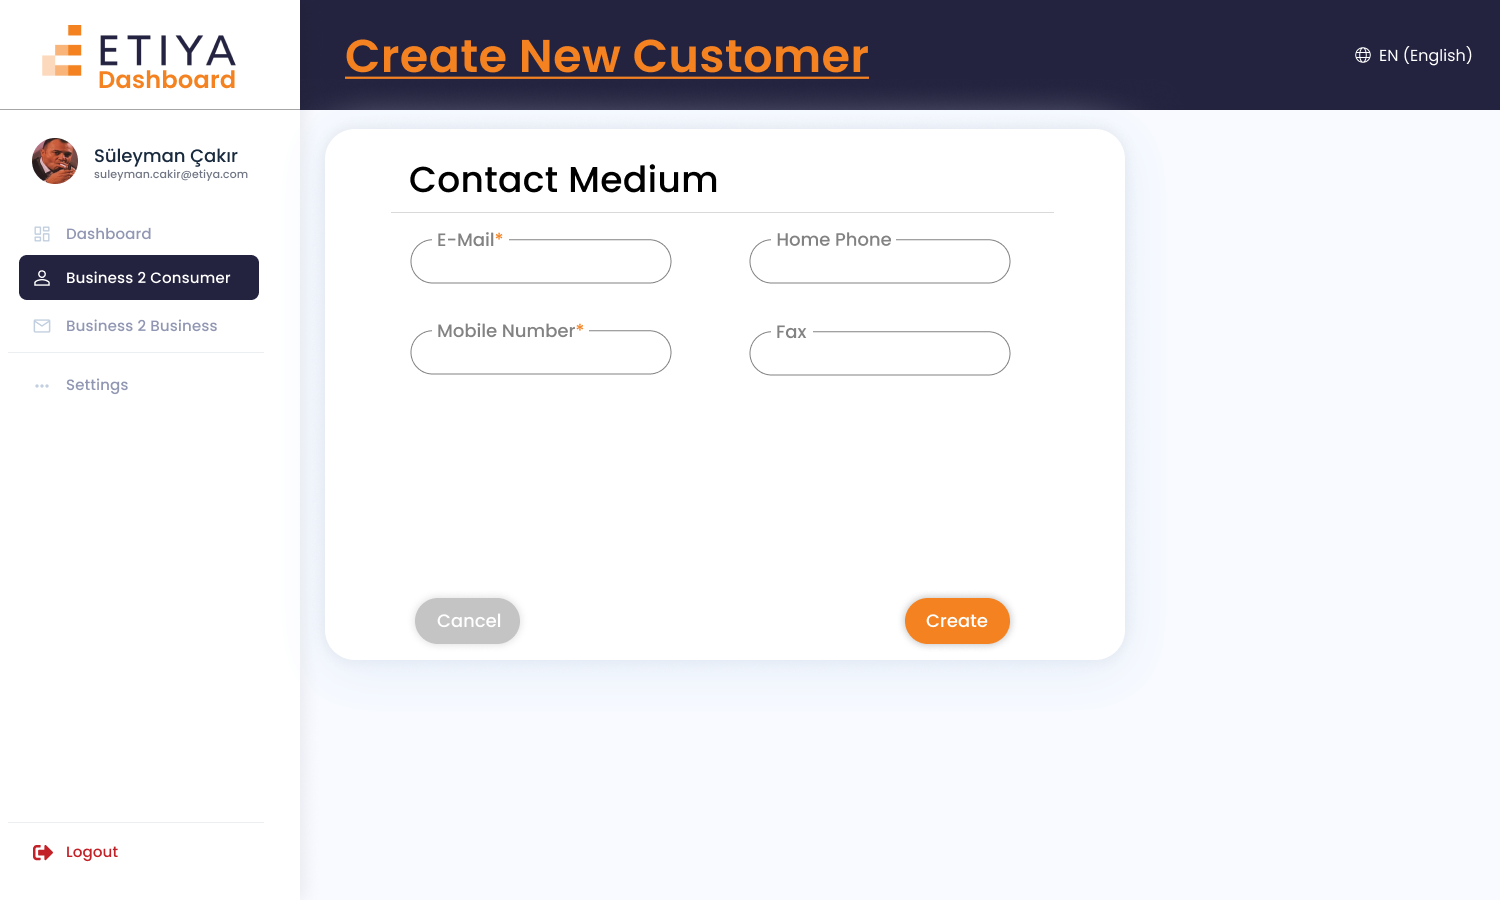 ETIYA
Dashboard
Create New Customer
EN (English)
Süleyman Çakır
suleyman.cakir@etiya.com
Dashboard
Business 2 Consumer
Business 2 Business
Settings
Logout
Contact Medium
E-Mail*
Home Phone
Mobile Number*
Fax
Cancel
Create